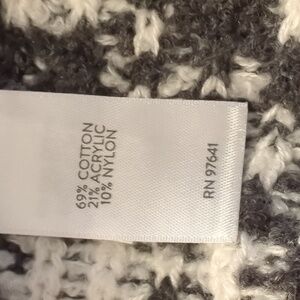 69% COTTON
21% ACRYLIC
10% NYLON
RN 97641